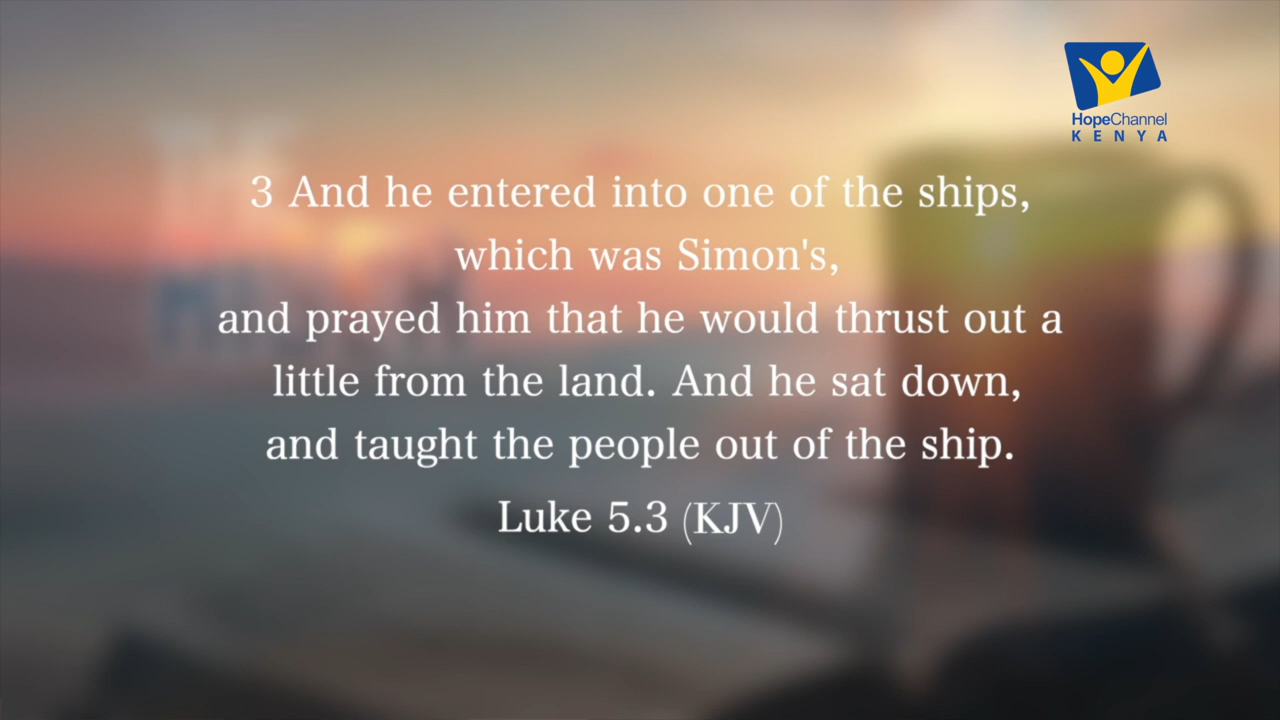 HopeChannel
KENYA
3 And he entered into one of the ships,
which was Simon's,
and prayed him that he would thrust out a
little from the land. And he sat down,
and taught the people out of the ship.
Luke 5.3 (KJV)